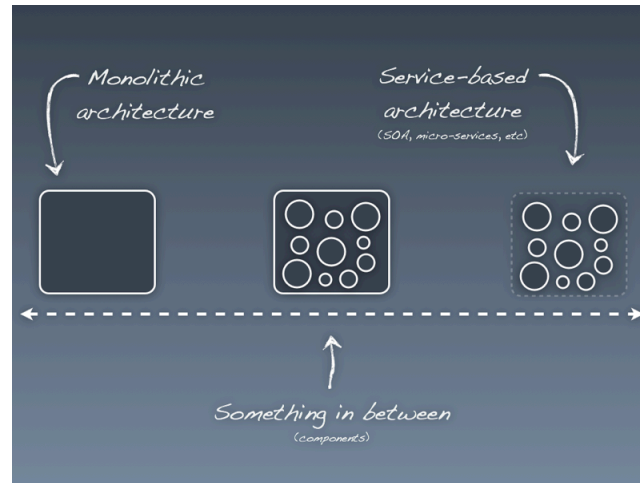 Monolithic
architecture
Service-based
architecture
(SOA, micro-services, etc)
Something in between
(components)